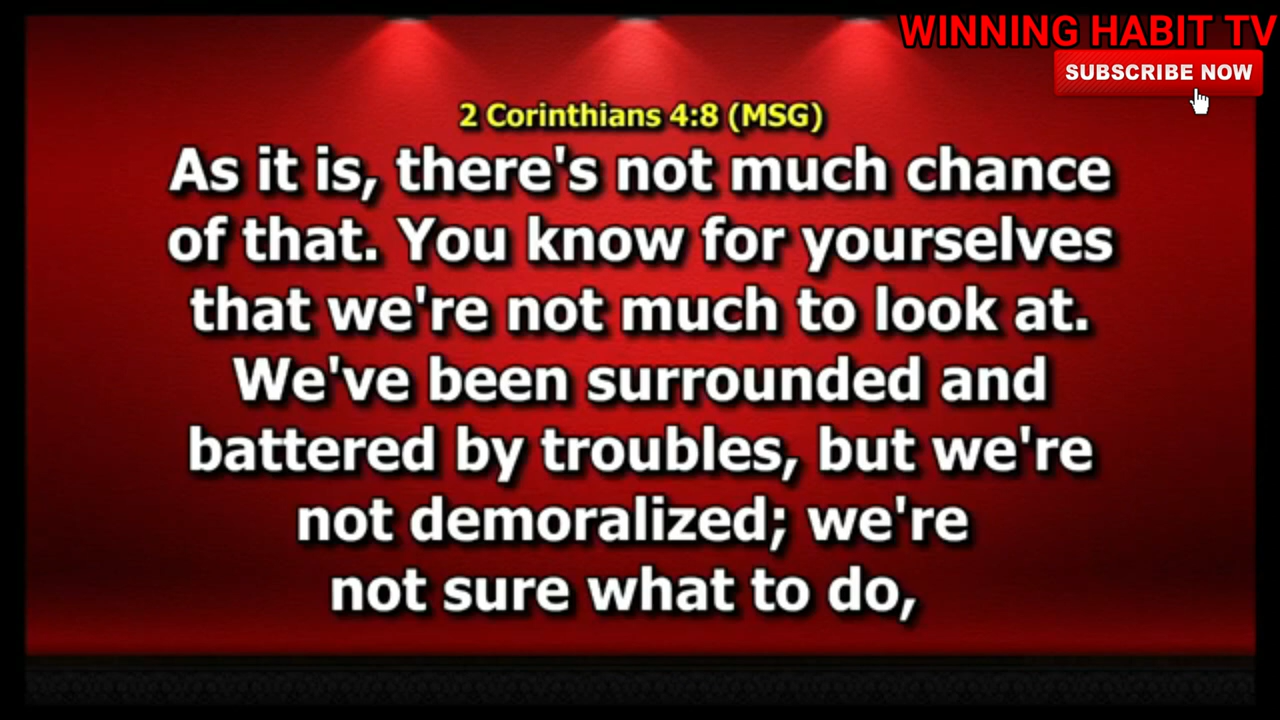 WINNING HABIT TV
SUBSCRIBE NOW
2 Corinthians 4:8 (MSG)
As it is, there's not much chance
of that. You know for yourselves
that we're not much to look at.
We've been surrounded and
battered by troubles, but we're
not demoralized; we're
not sure what to do,